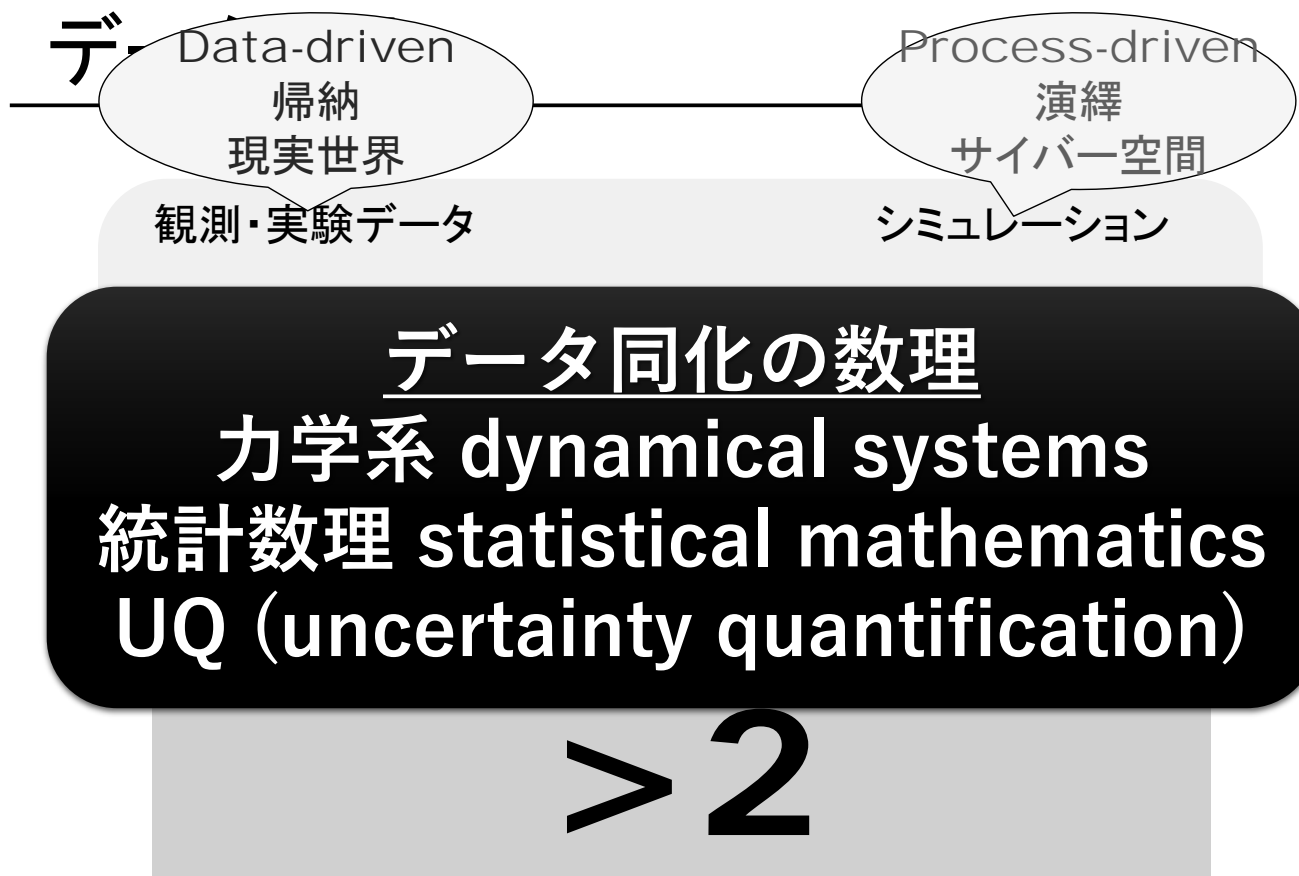 デー
Data-driven
帰納
現実世界
Process-driven
演繹
サイバー空間
観測・実験データ
シミュレーション
データ同化の数理
力学系 dynamical systems
統計数理 statistical mathematics
UQ (uncertainty quantification)
>2